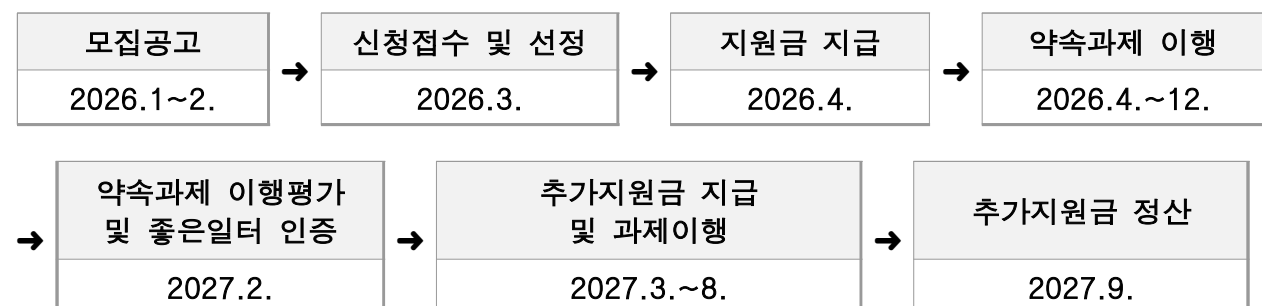 모집공고
2026.1~2.
➜
신청접수 및 선정
2026.3.
➜
지원금 지급
2026.4.
➜
약속과제 이행
2026.4.~12.
➜
약속과제 이행평가
및 좋은일터 인증
2027.2.
➜
추가지원금 지급
및 과제이행
2027.3.~8.
➜
추가지원금 정산
2027.9.